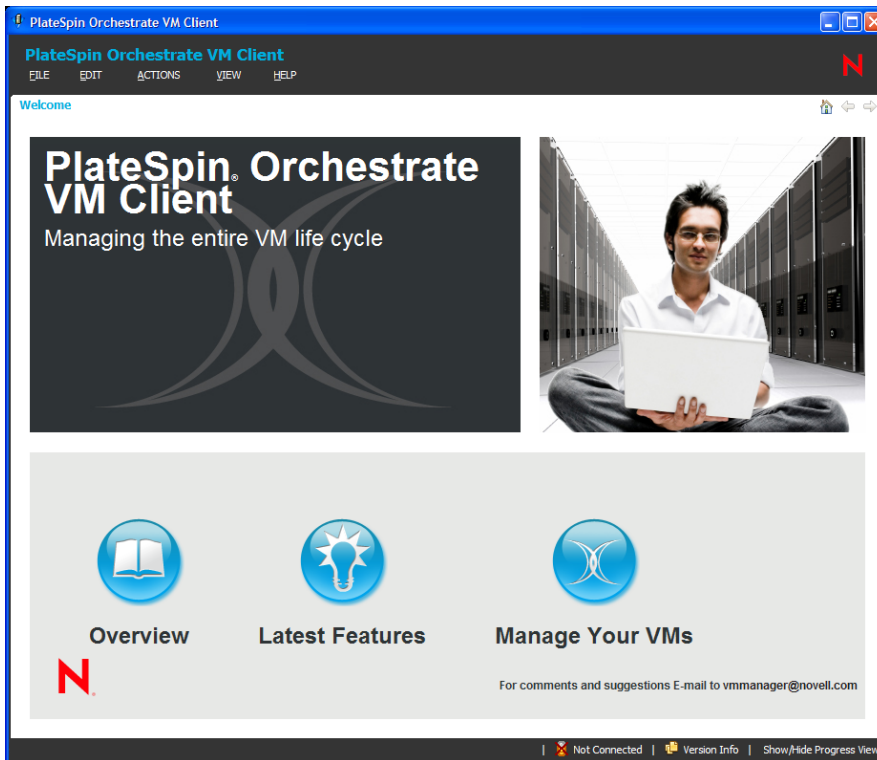 PlateSpin Orchestrate VM Client
PlateSpin Orchestrate VM Client
FILE EDIT ACTIONS VIEW HELP
N
Welcome
PlateSpin® Orchestrate
VM Client
Managing the entire VM life cycle
Overview Latest Features Manage Your VMs
N
For comments and suggestions E-mail to vmmanager@novell.com
| Not Connected | Version Info | Show/Hide Progress View